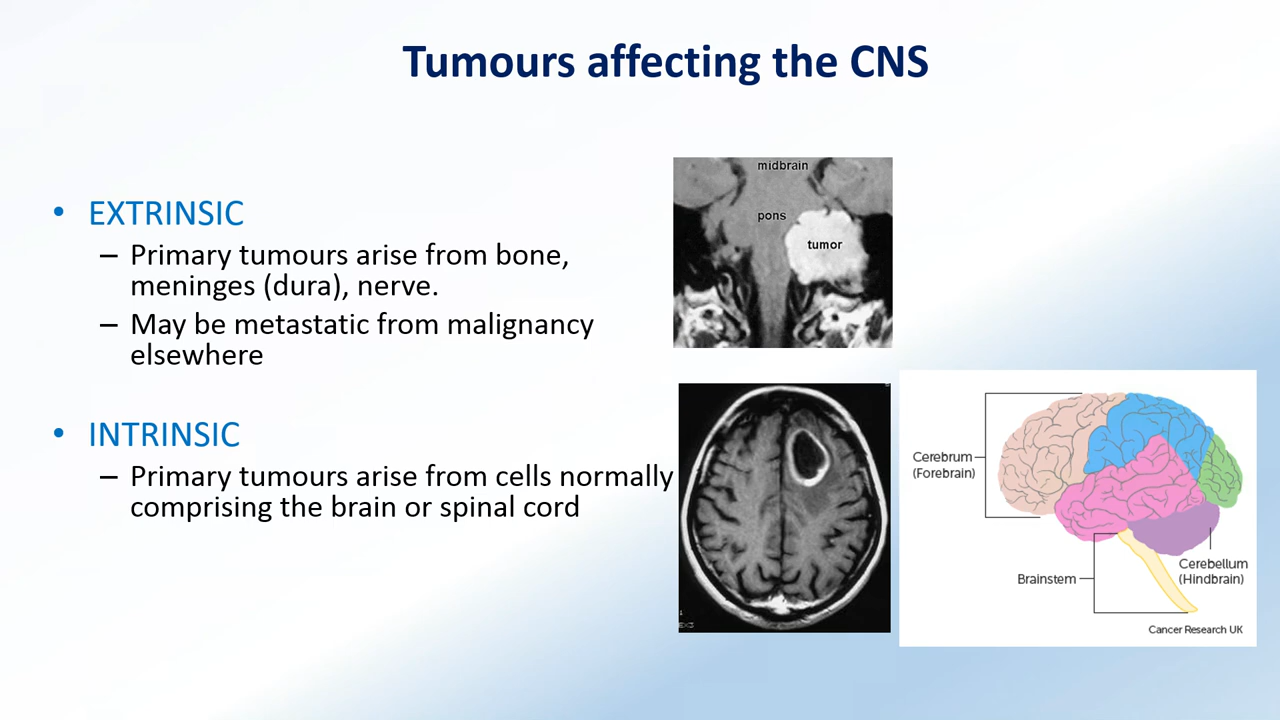 Tumours affecting the CNS
• EXTRINSIC
– Primary tumours arise from bone,
meninges (dura), nerve.
– May be metastatic from malignancy
elsewhere
• INTRINSIC
– Primary tumours arise from cells normally
comprising the brain or spinal cord
midbrain
pons
tumor
Cerebrum
(Forebrain)
Brainstem
Cerebellum
(Hindbrain)
Cancer Research UK